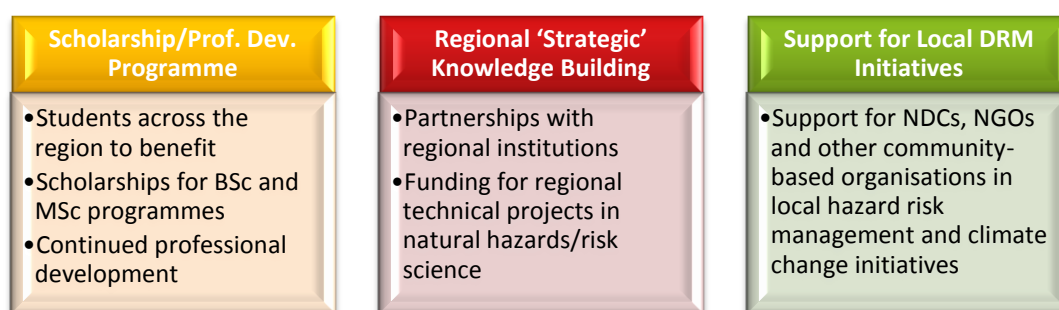 Scholarship/Prof. Dev.
Programme
•Students across the
region to benefit
•Scholarships for BSc and
MSc programmes
•Continued professional
development
Regional ‘Strategic’
Knowledge Building
•Partnerships with
regional institutions
•Funding for regional
technical projects in
natural hazards/risk
science
Support for Local DRM
Initiatives
•Support for NDCs, NGOs
and other community-
based organisations in
local hazard risk
management and climate
change initiatives